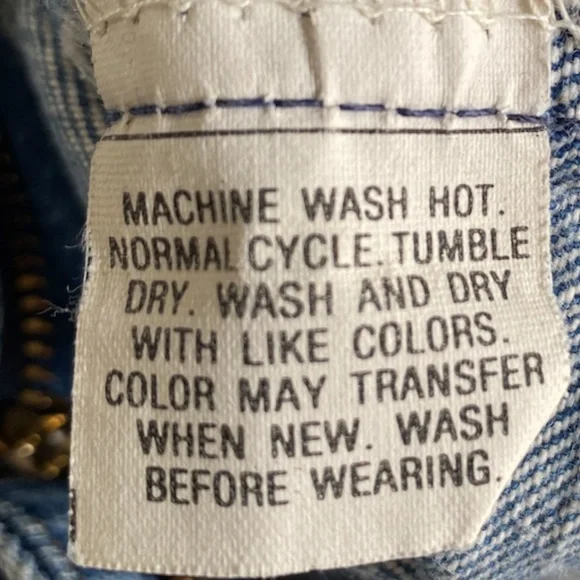 MACHINE WASH HOT.
NORMAL CYCLE. TUMBLE
DRY. WASH AND DRY
WITH LIKE COLORS.
COLOR MAY TRANSFER
WHEN NEW. WASH
BEFORE WEARING.